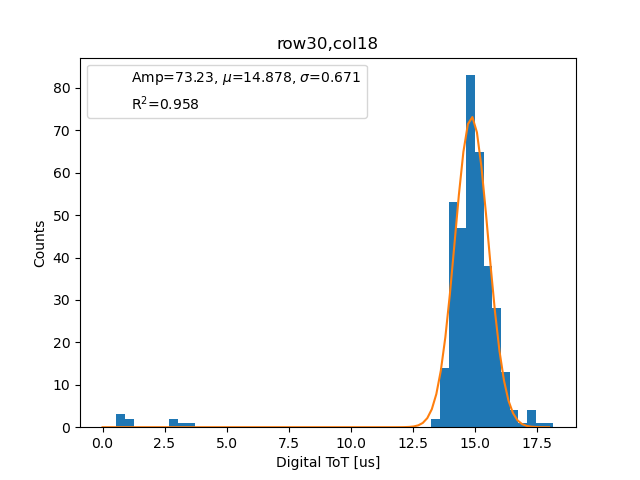 row30,col18
Amp=73.23, μ=14.878, σ=0.671
R²=0.958
Counts
80
70
60
50
40
30
20
10
0
0.0 2.5 5.0 7.5 10.0 12.5 15.0 17.5
Digital ToT [us]